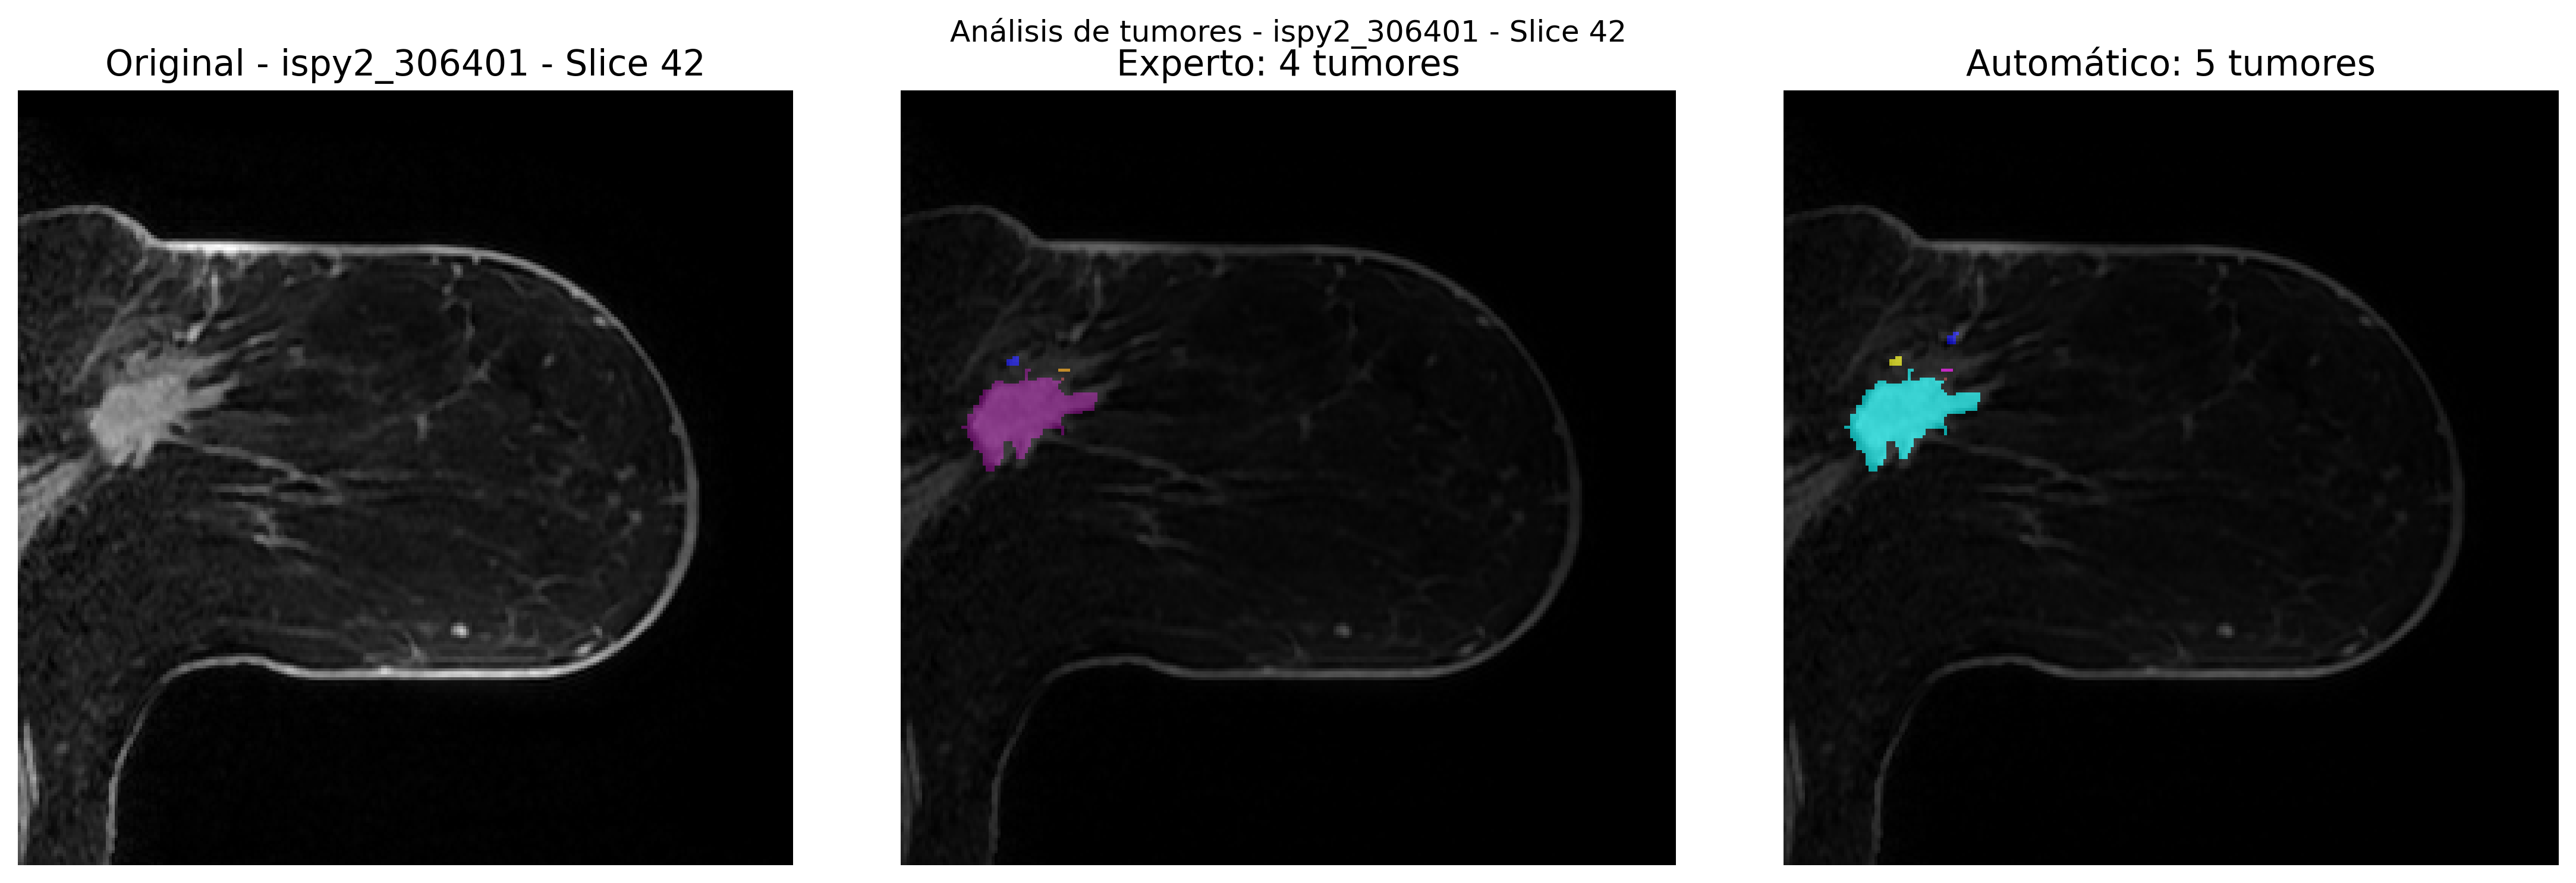 Análisis de tumores - ispy2_306401 - Slice 42
Original - ispy2_306401 - Slice 42
Experto: 4 tumores
Automático: 5 tumores